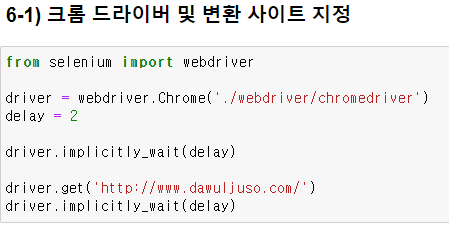 6-1) 크롬 드라이버 및 변환 사이트 지정
from selenium import webdriver
driver = webdriver.Chrome('./webdriver/chromedriver')
delay = 2
driver.implicitly_wait(delay)
driver.get('http://www.dawuljuso.com/')
driver.implicitly_wait(delay)